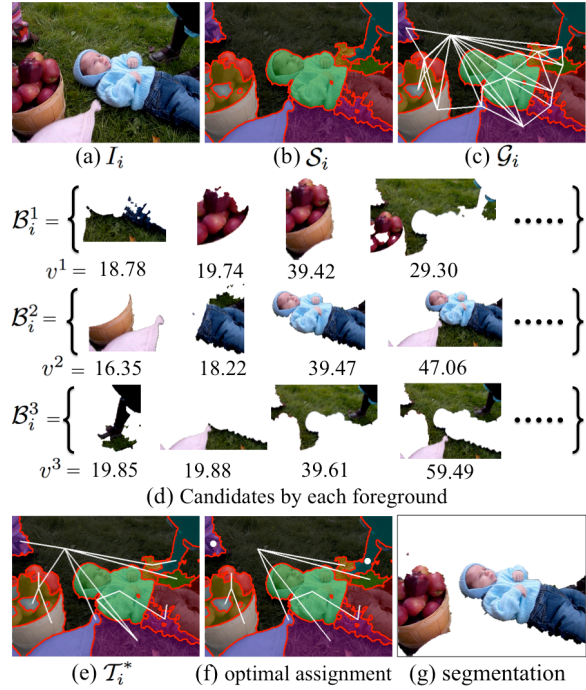 (a) I_i (b) S_i (c) G_i
B_i^1 = { ..... }
v^1 = 18.78 19.74 39.42 29.30
B_i^2 = { ..... }
v^2 = 16.35 18.22 39.47 47.06
B_i^3 = { ..... }
v^3 = 19.85 19.88 39.61 59.49
(d) Candidates by each foreground
(e) T_i^* (f) optimal assignment (g) segmentation